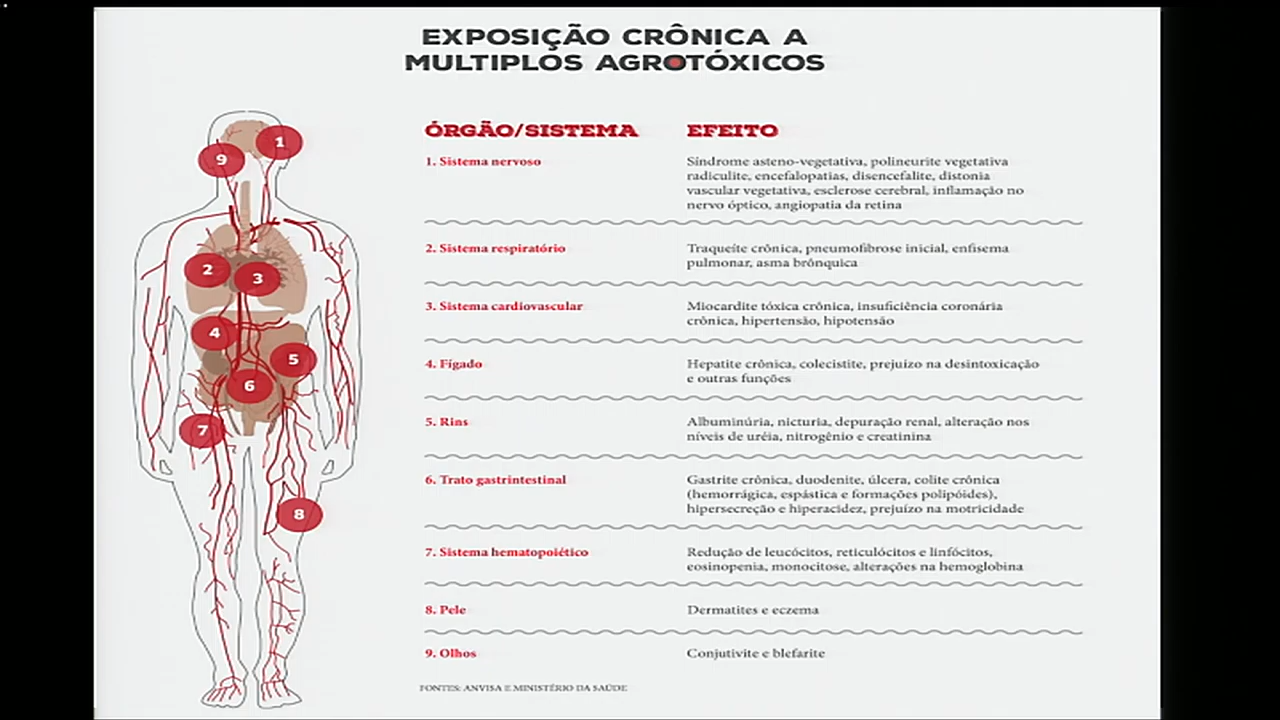 EXPOSIÇÃO CRÔNICA A
MULTIPLOS AGROTÓXICOS
ÓRGÃO/SISTEMA EFEITO
1. Sistema nervoso Síndrome asteno-vegetativa, polineurite vegetativa
radiculite, encefalopatias, disencefalite, distonia
vascular vegetativa, esclerose cerebral, inflamação no
nervo óptico, angiopatia da retina
2. Sistema respiratório Traqueíte crônica, pneumofibrose inicial, enfisema
pulmonar, asma brônquica
3. Sistema cardiovascular Miocardite tóxica crônica, insuficiência coronária
crônica, hipertensão, hipotensão
4. Fígado Hepatite crônica, colecistite, prejuízo na desintoxicação
e outras funções
5. Rins Albuminúria, nicturia, depuração renal, alteração nos
níveis de uréia, nitrogênio e creatinina
6. Trato gastrintestinal Gastrite crônica, duodenite, úlcera, colite crônica
(hemorrágica, espástica e formações polipóides),
hipersecreção e hiperacidez, prejuízo na motricidade
7. Sistema hematopoiético Redução de leucócitos, reticulócitos e linfócitos,
eosinopenia, monocitose, alterações na hemoglobina
8. Pele Dermatites e eczema
9. Olhos Conjutivite e blefarite
FONTES: ANVISA E MINISTÉRIO DA SAÚDE
1
9
2
3
4
5
6
7
8